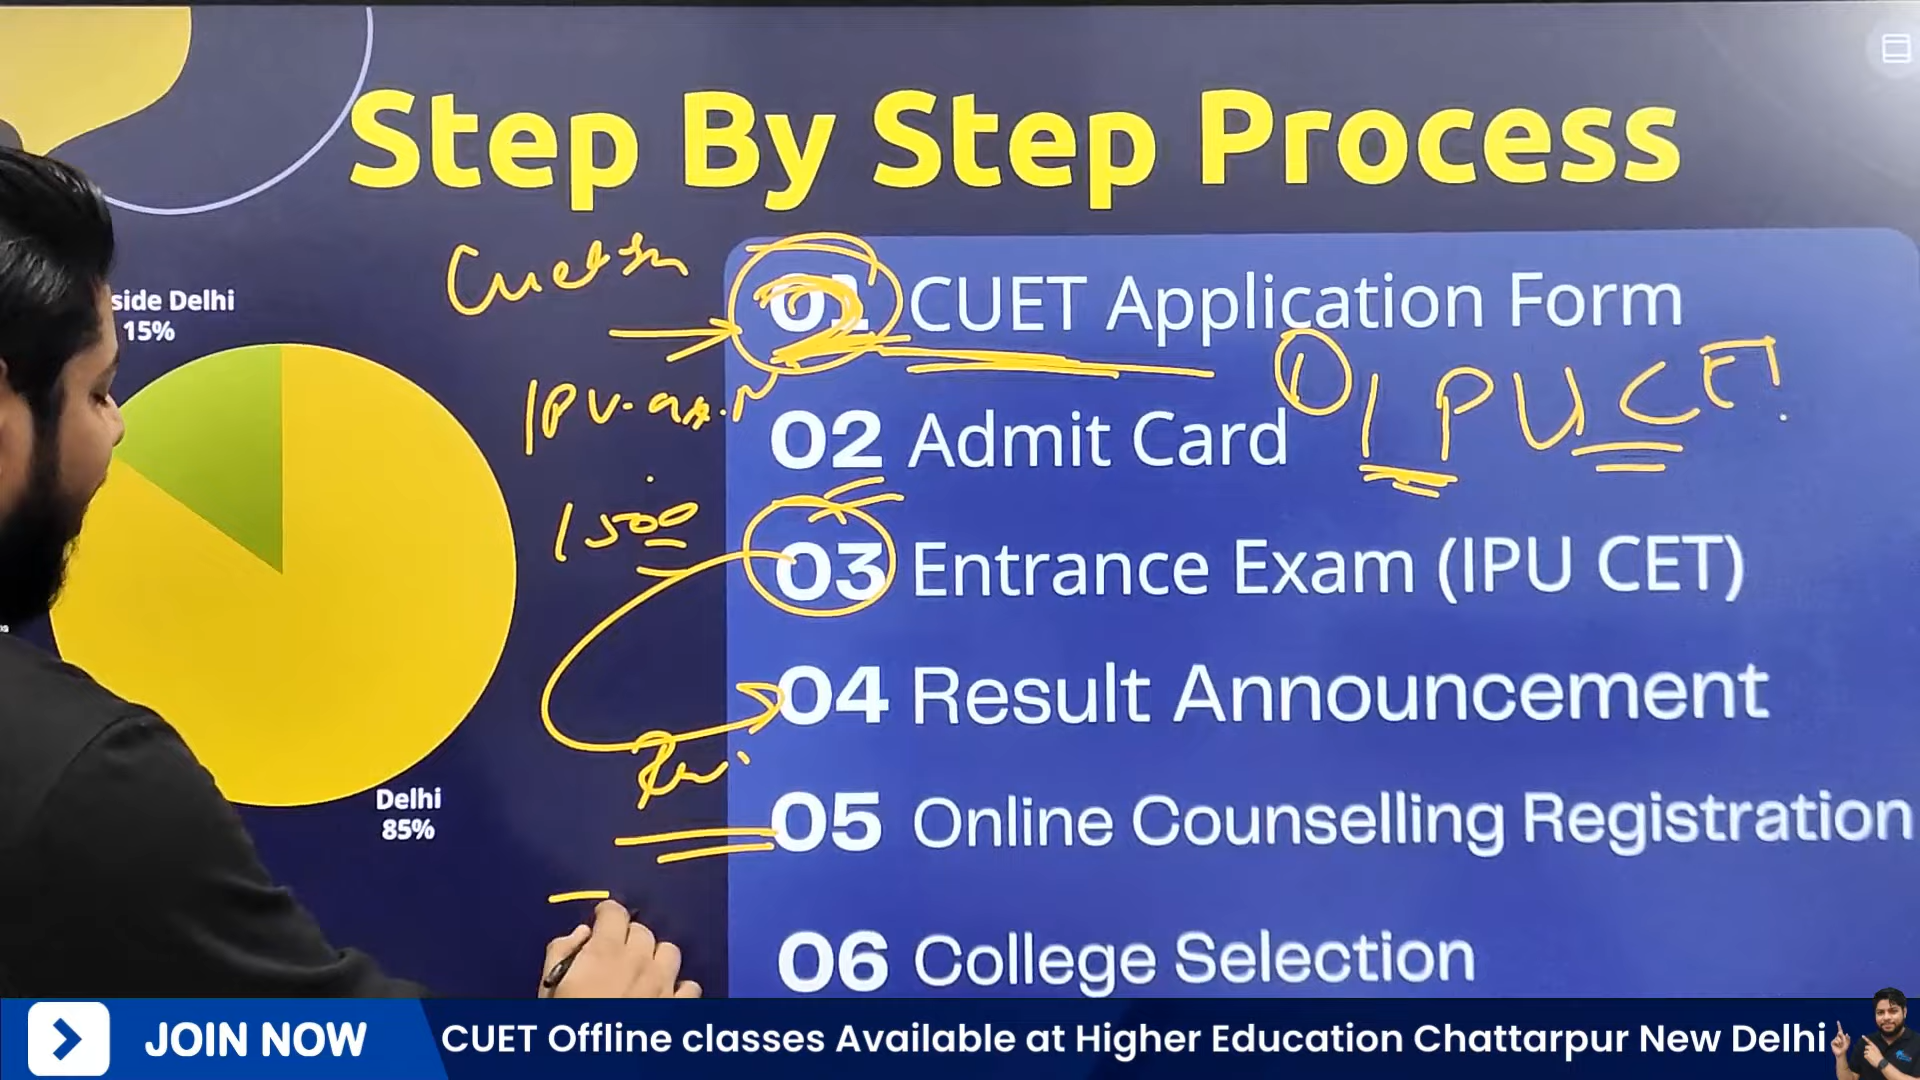 Step By Step Process
side Delhi
15%
01 CUET Application Form
1
IPU CET
02 Admit Card
1500
03 Entrance Exam (IPU CET)
04 Result Announcement
Delhi
85%
05 Online Counselling Registration
06 College Selection
JOIN NOW
CUET Offline classes Available at Higher Education Chattarpur New Delhi